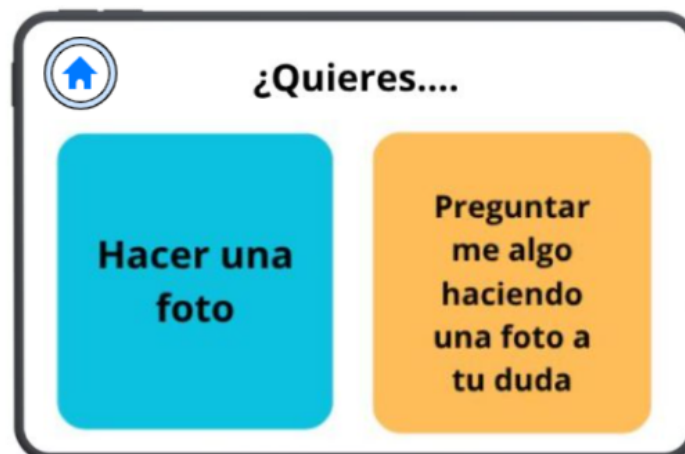 ¿Quieres....
Hacer una
foto
Preguntar
me algo
haciendo
una foto a
tu duda